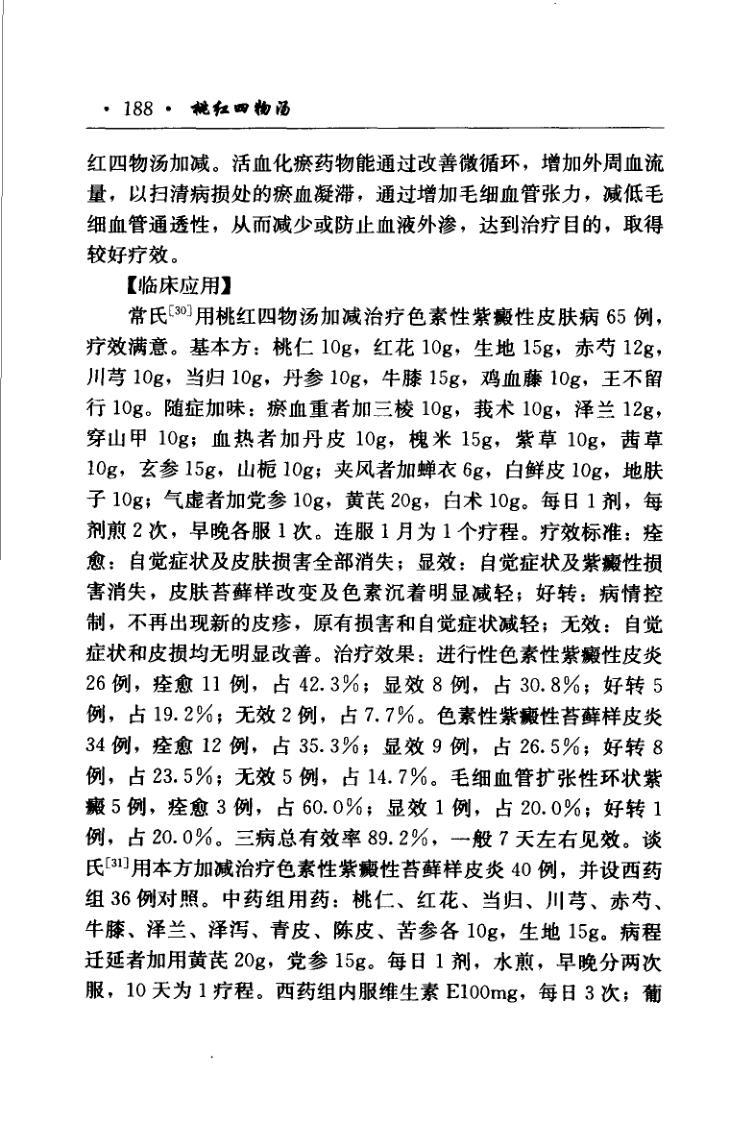 · 188 · 桃红四物汤
红四物汤加减。活血化瘀药物能通过改善微循环，增加外周血流
量，以扫清病损处的瘀血凝滞，通过增加毛细血管张力，减低毛
细血管通透性，从而减少或防止血液外渗，达到治疗目的，取得
较好疗效。
【临床应用】
常氏[30]用桃红四物汤加减治疗色素性紫癜性皮肤病 65 例，
疗效满意。基本方：桃仁 10g，红花 10g，生地 15g，赤芍 12g，
川芎 10g，当归 10g，丹参 10g，牛膝 15g，鸡血藤 10g，王不留
行 10g。随症加味：瘀血重者加三棱 10g，莪术 10g，泽兰 12g，
穿山甲 10g；血热者加丹皮 10g，槐米 15g，紫草 10g，茜草
10g，玄参 15g，山栀 10g；夹风者加蝉衣 6g，白鲜皮 10g，地肤
子 10g；气虚者加党参 10g，黄芪 20g，白术 10g。每日 1 剂，每
剂煎 2 次，早晚各服 1 次。连服 1 月为 1 个疗程。疗效标准：痊
愈：自觉症状及皮肤损害全部消失；显效：自觉症状及紫癜性损
害消失，皮肤苔藓样改变及色素沉着明显减轻；好转：病情控
制，不再出现新的皮疹，原有损害和自觉症状减轻；无效：自觉
症状和皮损均无明显改善。治疗效果：进行性色素性紫癜性皮炎
26 例，痊愈 11 例，占 42.3%；显效 8 例，占 30.8%；好转 5
例，占 19.2%；无效 2 例，占 7.7%。色素性紫癜性苔藓样皮炎
34 例，痊愈 12 例，占 35.3%；显效 9 例，占 26.5%；好转 8
例，占 23.5%；无效 5 例，占 14.7%。毛细血管扩张性环状紫
癜 5 例，痊愈 3 例，占 60.0%；显效 1 例，占 20.0%；好转 1
例，占 20.0%。三病总有效率 89.2%，一般 7 天左右见效。谈
氏[31]用本方加减治疗色素性紫癜性苔藓样皮炎 40 例，并设西药
组 36 例对照。中药组用药：桃仁、红花、当归、川芎、赤芍、
牛膝、泽兰、泽泻、青皮、陈皮、苦参各 10g，生地 15g。病程
迁延者加用黄芪 20g，党参 15g。每日 1 剂，水煎，早晚分两次
服，10 天为 1 疗程。西药组内服维生素 E100mg，每日 3 次；葡